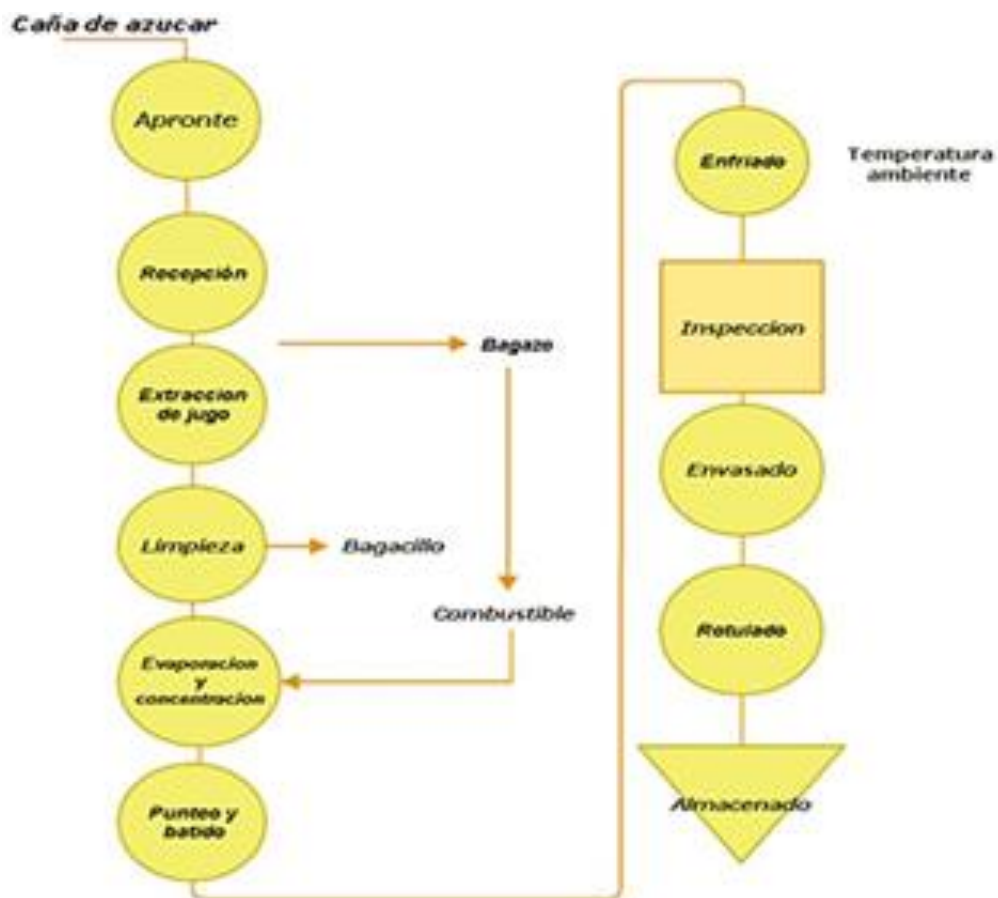 Caña de azucar
Apronte
Recepción
Extraccion
de jugo
Bagazo
Limpieza
Bagacillo
Combustible
Evaporacion
y
concentracion
Punteo y
batido
Enfriado
Temperatura
ambiente
Inspeccion
Envasado
Rotulado
Almacenado